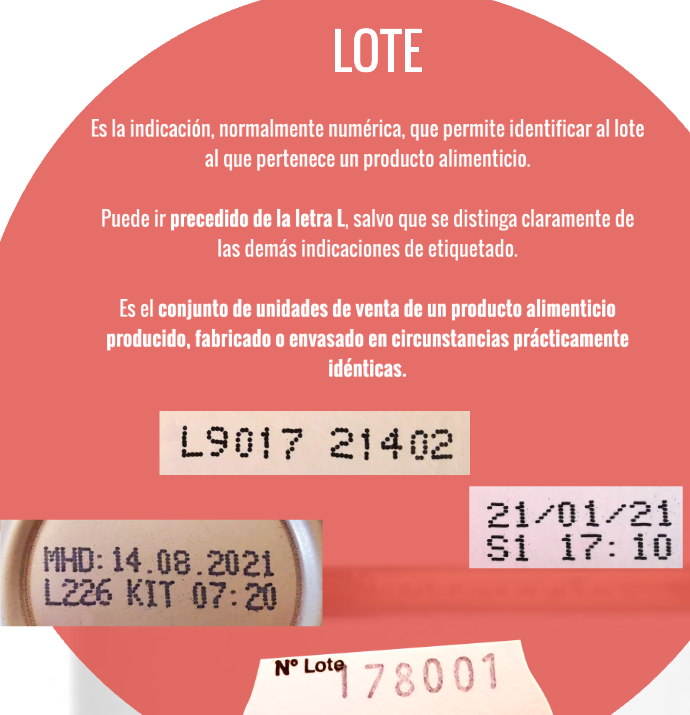 LOTE
Es la indicación, normalmente numérica, que permite identificar al lote
al que pertenece un producto alimenticio.
Puede ir precedido de la letra L, salvo que se distinga claramente de
las demás indicaciones de etiquetado.
Es el conjunto de unidades de venta de un producto alimenticio
producido, fabricado o envasado en circunstancias prácticamente
idénticas.
L9017 21402
21/01/21
S1 17:10
MHD: 14.08.2021
L226 KIT 07:20
Nº Lote 178001